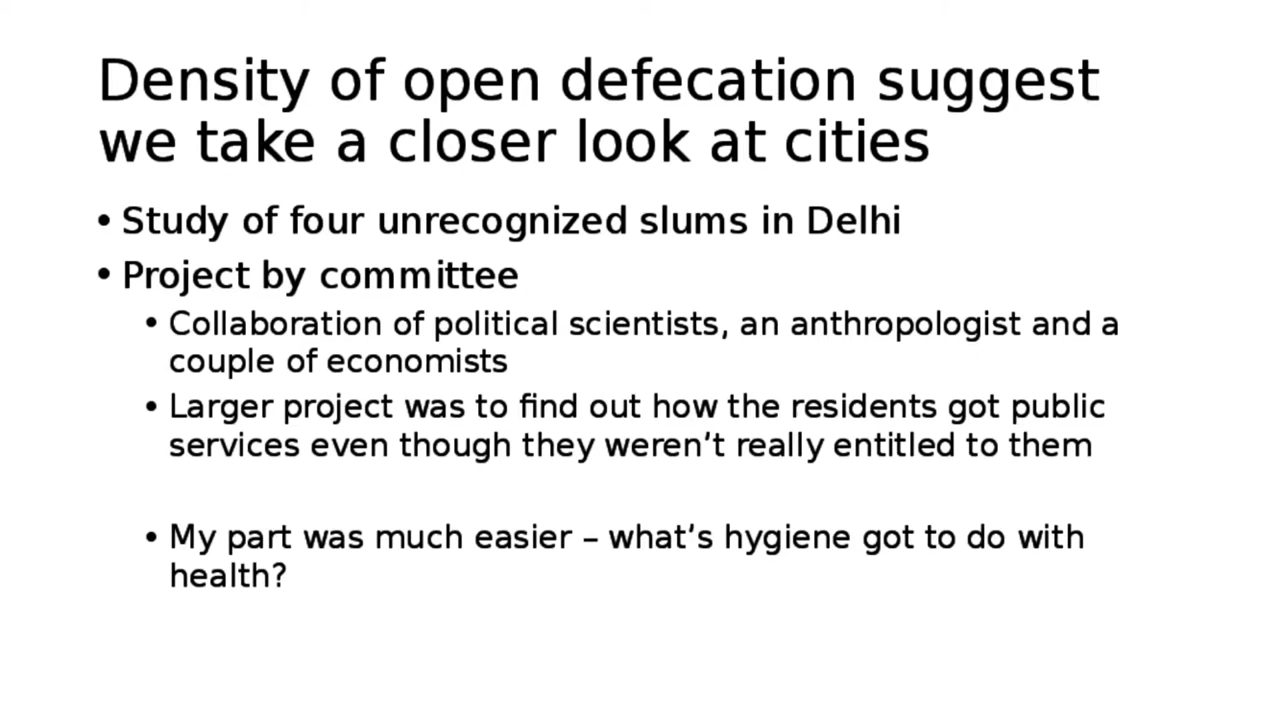 Density of open defecation suggest
we take a closer look at cities
• Study of four unrecognized slums in Delhi
• Project by committee
• Collaboration of political scientists, an anthropologist and a
couple of economists
• Larger project was to find out how the residents got public
services even though they weren’t really entitled to them
• My part was much easier – what’s hygiene got to do with
health?